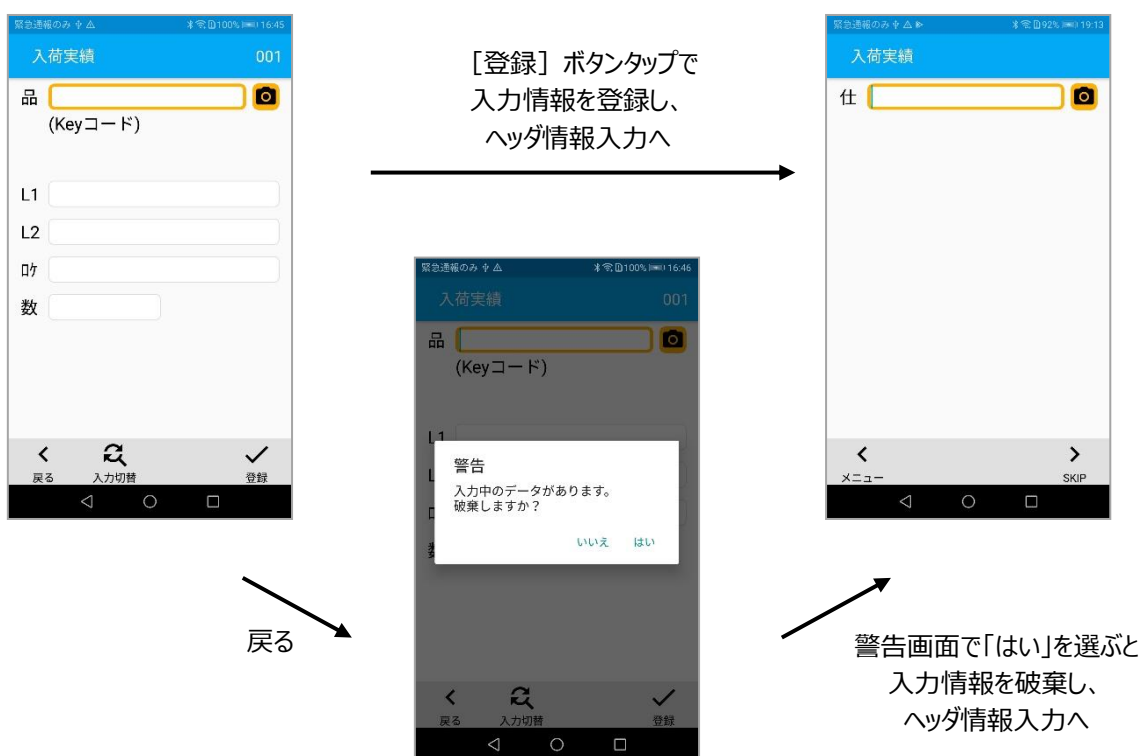 緊急通報のみ 100% 16:45
入荷実績 001
品
(Keyコード)
L1
L2
ﾛｹ
数
戻る 入力切替 登録
［登録］ボタンタップで
入力情報を登録し、
ヘッダ情報入力へ
緊急通報のみ 92% 19:13
入荷実績
仕
メニュー SKIP
戻る
緊急通報のみ 100% 16:46
入荷実績 001
品
(Keyコード)
L1
警告
入力中のデータがあります。
破棄しますか？
いいえ はい
戻る 入力切替 登録
警告画面で「はい」を選ぶと
入力情報を破棄し、
ヘッダ情報入力へ